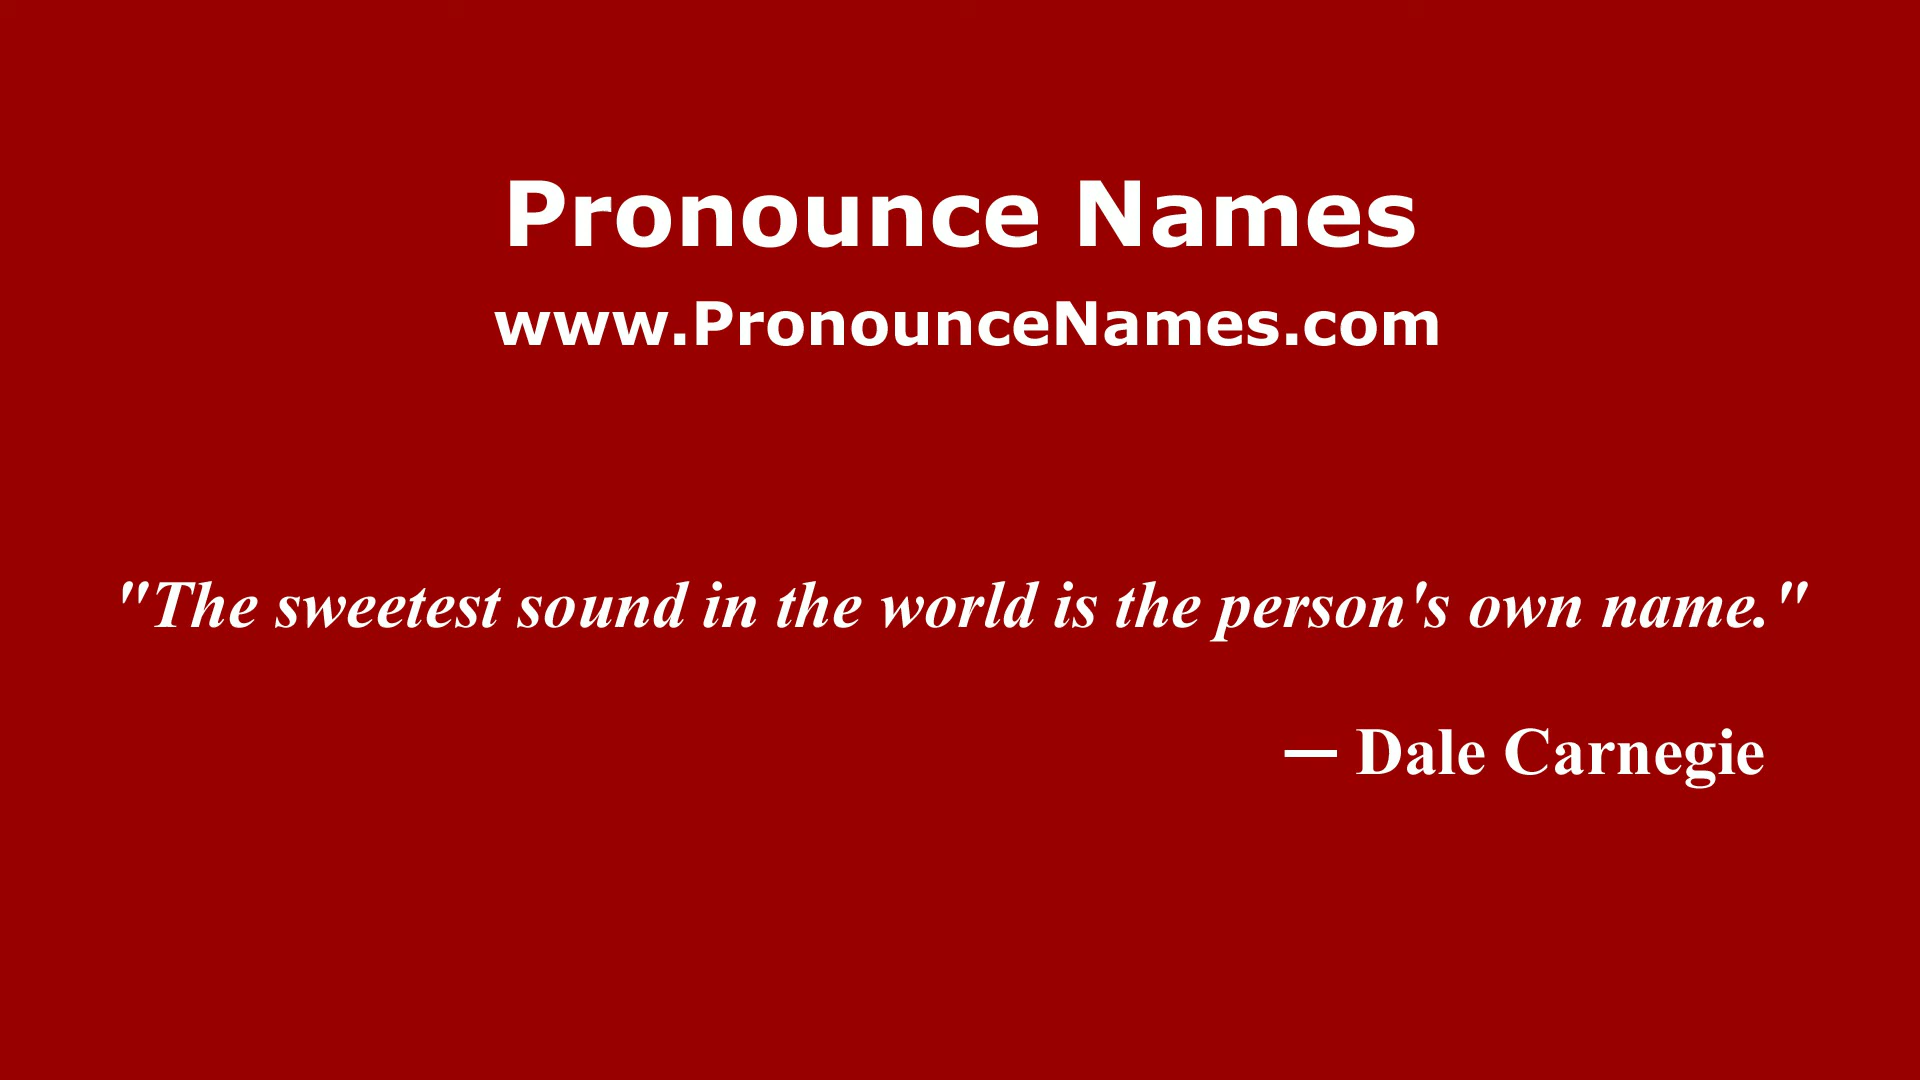 Pronounce Names
www.PronounceNames.com
"The sweetest sound in the world is the person's own name."
— Dale Carnegie